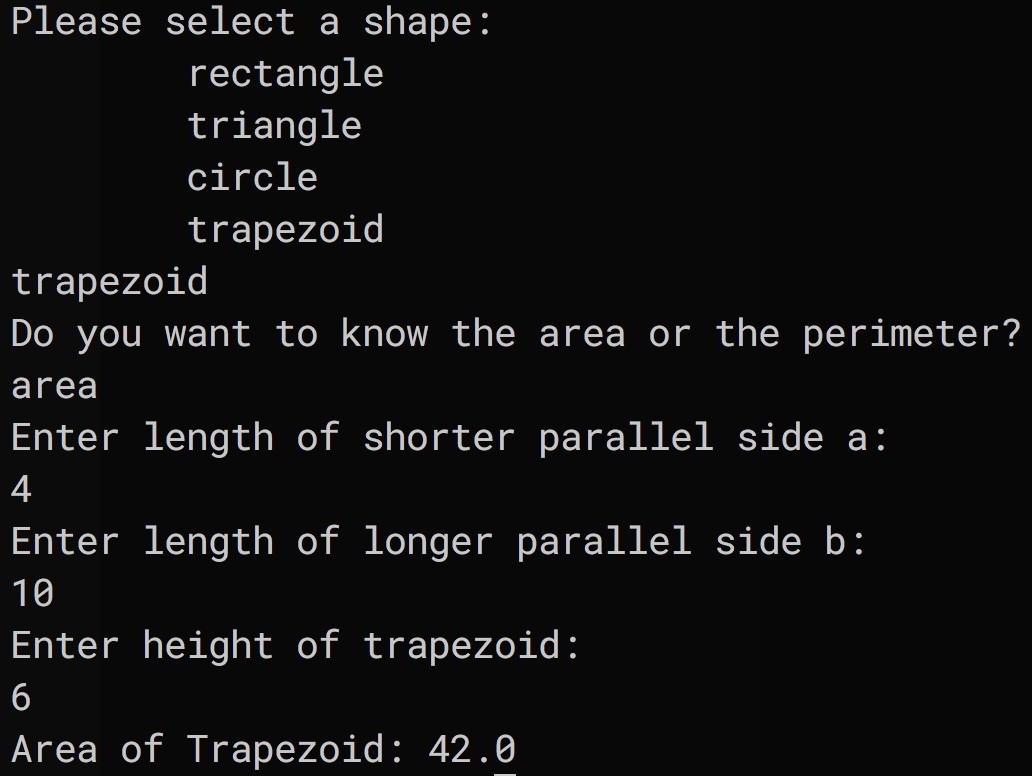 Please select a shape:
rectangle
triangle
circle
trapezoid
trapezoid
Do you want to know the area or the perimeter?
area
Enter length of shorter parallel side a:
4
Enter length of longer parallel side b:
10
Enter height of trapezoid:
6
Area of Trapezoid: 42.0